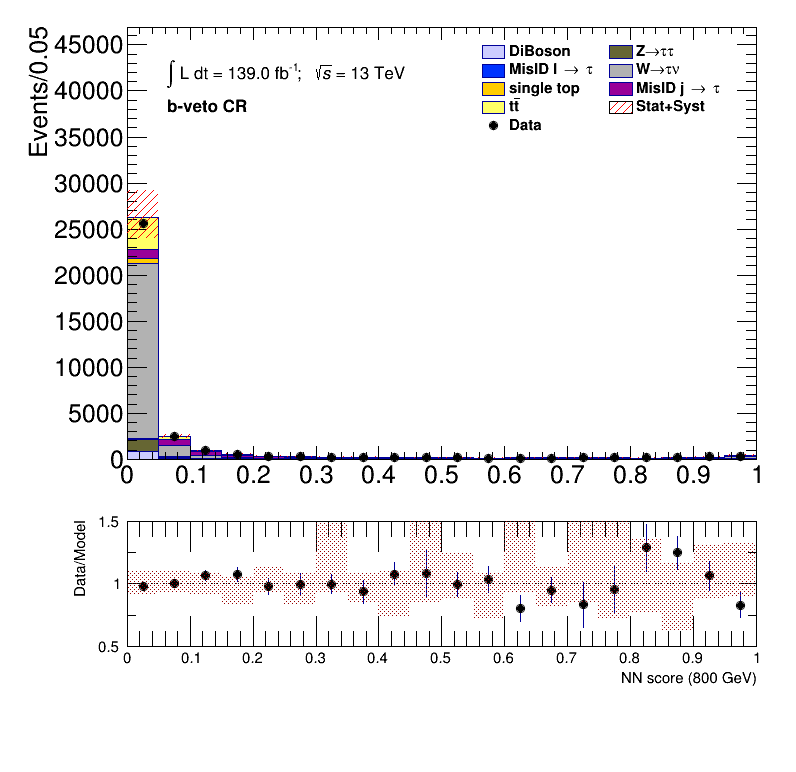 Events/0.05
45000
40000
35000
30000
25000
20000
15000
10000
5000
0
∫ L dt = 139.0 fb⁻¹; √s = 13 TeV
b-veto CR
DiBoson
MisID l → τ
single top
tt̄
Data
Z→ττ
W→τν
MisID j → τ
Stat+Syst
0 0.1 0.2 0.3 0.4 0.5 0.6 0.7 0.8 0.9 1
Data/Model
1.5
1
0.5
0 0.1 0.2 0.3 0.4 0.5 0.6 0.7 0.8 0.9 1
NN score (800 GeV)